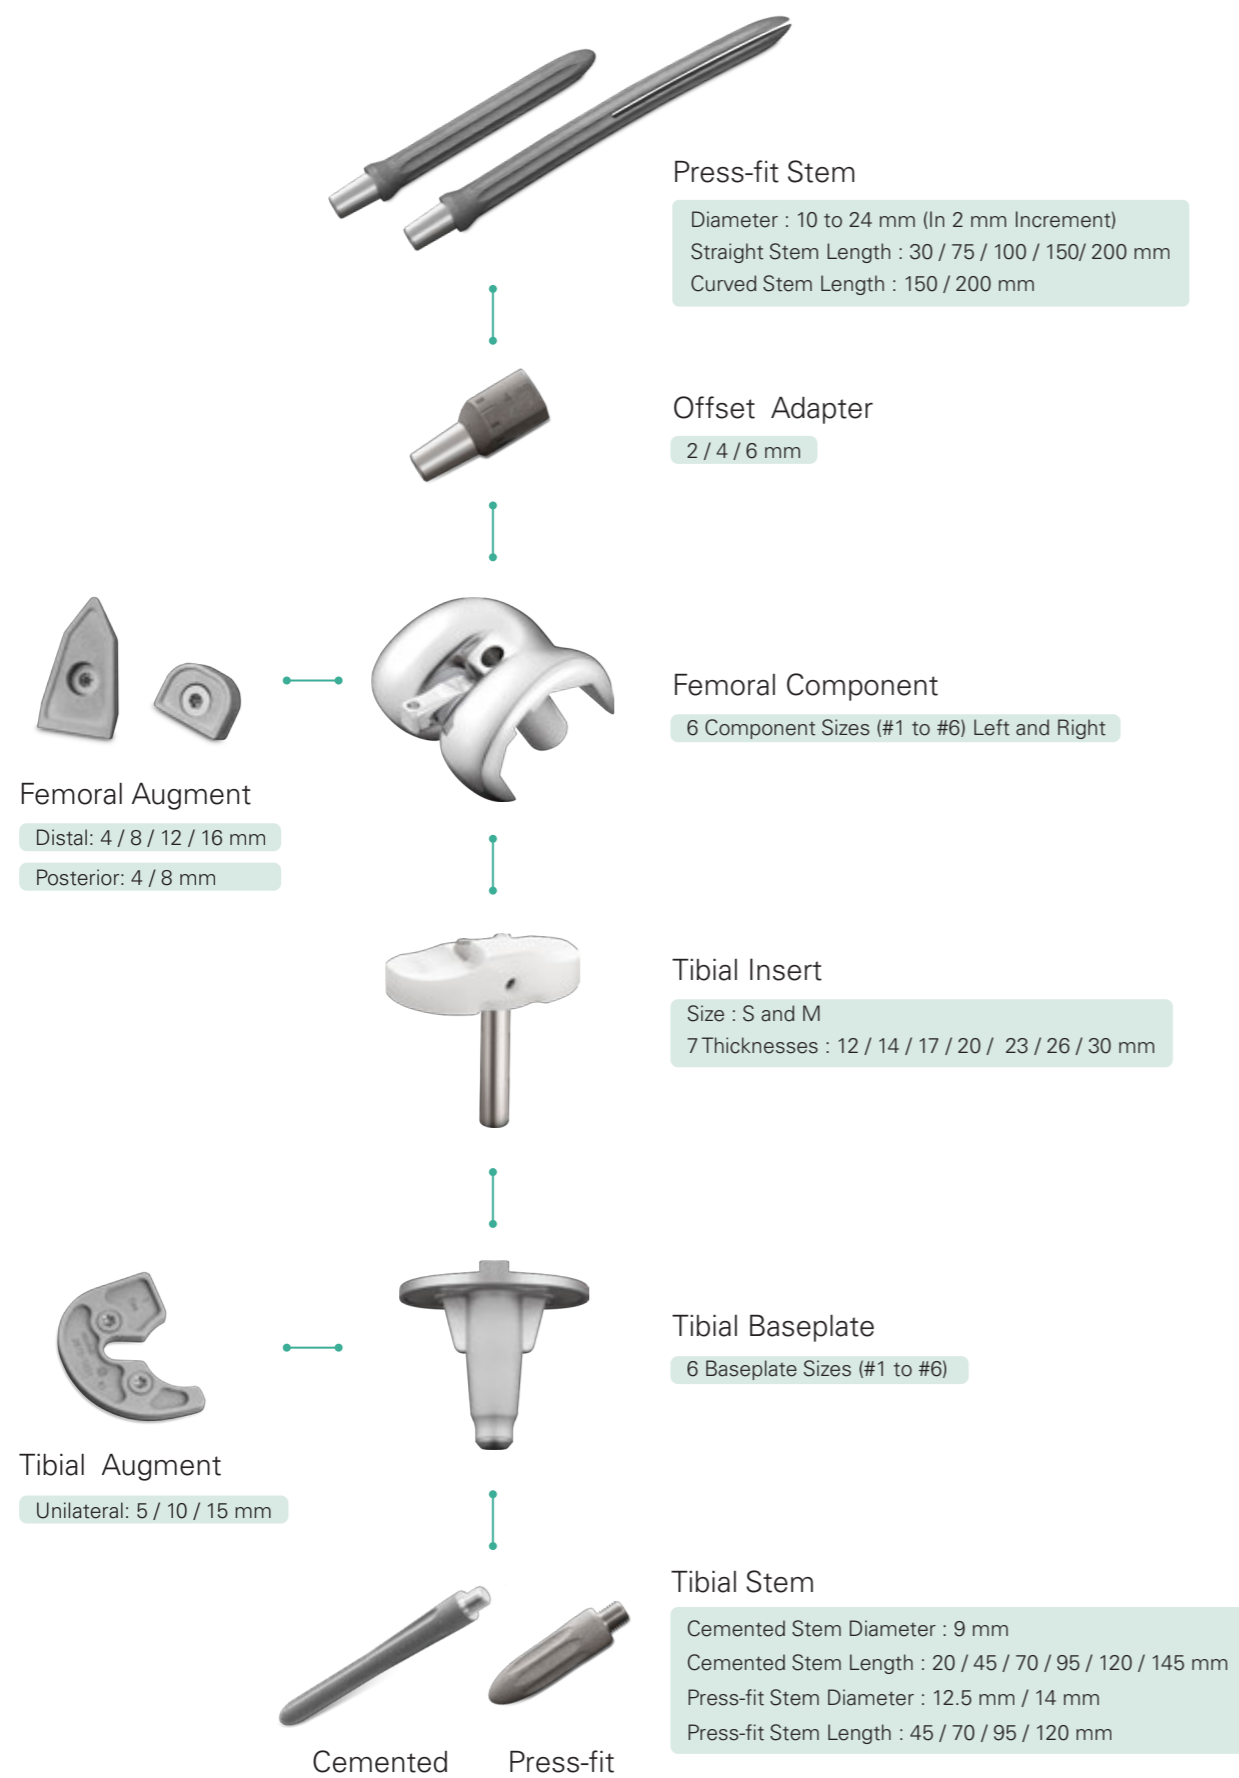 Press-fit Stem
Diameter : 10 to 24 mm (In 2 mm Increment)
Straight Stem Length : 30 / 75 / 100 / 150/ 200 mm
Curved Stem Length : 150 / 200 mm
Offset Adapter
2 / 4 / 6 mm
Femoral Component
6 Component Sizes (#1 to #6) Left and Right
Femoral Augment
Distal: 4 / 8 / 12 / 16 mm
Posterior: 4 / 8 mm
Tibial Insert
Size : S and M
7 Thicknesses : 12 / 14 / 17 / 20 / 23 / 26 / 30 mm
Tibial Baseplate
6 Baseplate Sizes (#1 to #6)
Tibial Augment
Unilateral: 5 / 10 / 15 mm
Tibial Stem
Cemented Stem Diameter : 9 mm
Cemented Stem Length : 20 / 45 / 70 / 95 / 120 / 145 mm
Press-fit Stem Diameter : 12.5 mm / 14 mm
Press-fit Stem Length : 45 / 70 / 95 / 120 mm
Cemented
Press-fit